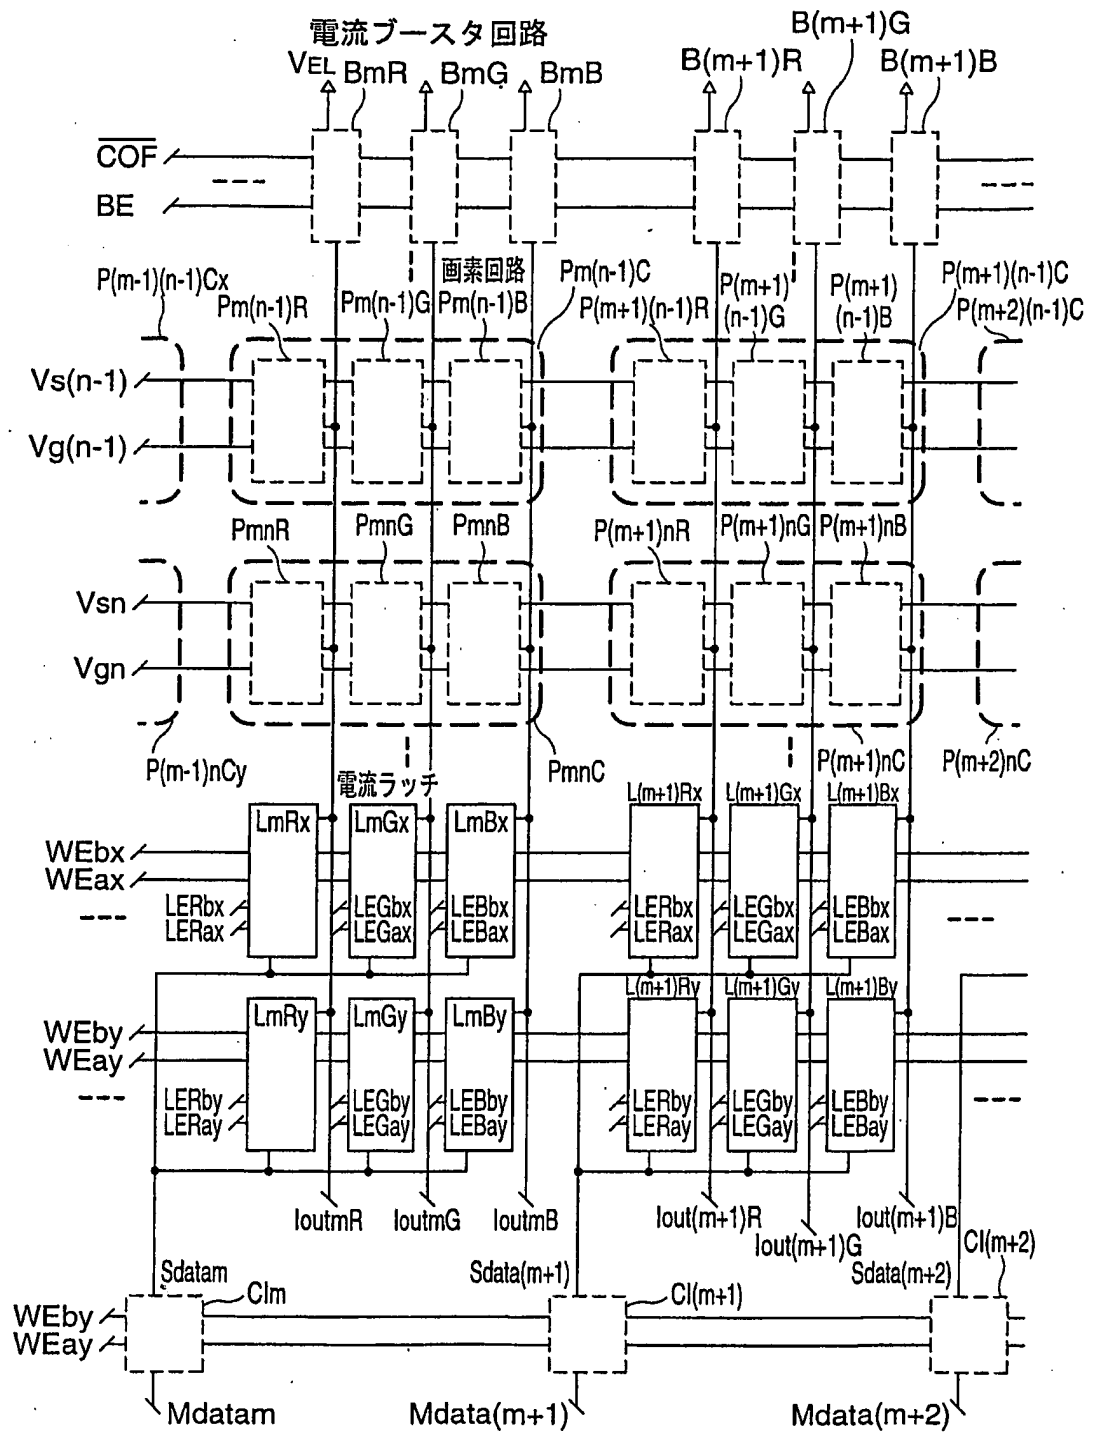 電流ブースタ回路
B(m+1)G
VEL BmR BmG BmB B(m+1)R B(m+1)B
COF
BE
画素回路
P(m-1)(n-1)Cx Pm(n-1)C P(m+1)(n-1)C
Pm(n-1)R Pm(n-1)G Pm(n-1)B P(m+1)(n-1)R P(m+1)(n-1)G P(m+1)(n-1)B P(m+2)(n-1)C
Vs(n-1)
Vg(n-1)
PmnR PmnG PmnB P(m+1)nR P(m+1)nG P(m+1)nB
Vsn
Vgn
P(m-1)nCy PmnC P(m+1)nC P(m+2)nC
電流ラッチ
L(m+1)Rx L(m+1)Gx L(m+1)Bx
LmRx LmGx LmBx
WEbx
WEax
LERbx LEGbx LEBbx LERbx LEGbx LEBbx
LERax LEGax LEBax LERax LEGax LEBax
L(m+1)Ry L(m+1)Gy L(m+1)By
LmRy LmGy LmBy
WEby
WEay
LERby LEGby LEBby LERby LEGby LEBby
LERay LEGay LEBay LERay LEGay LEBay
IoutmR IoutmG IoutmB Iout(m+1)R Iout(m+1)B
Iout(m+1)G
CI(m+2)
Sdatam Sdata(m+1) Sdata(m+2)
CIm CI(m+1)
WEby
WEay
Mdatam Mdata(m+1) Mdata(m+2)